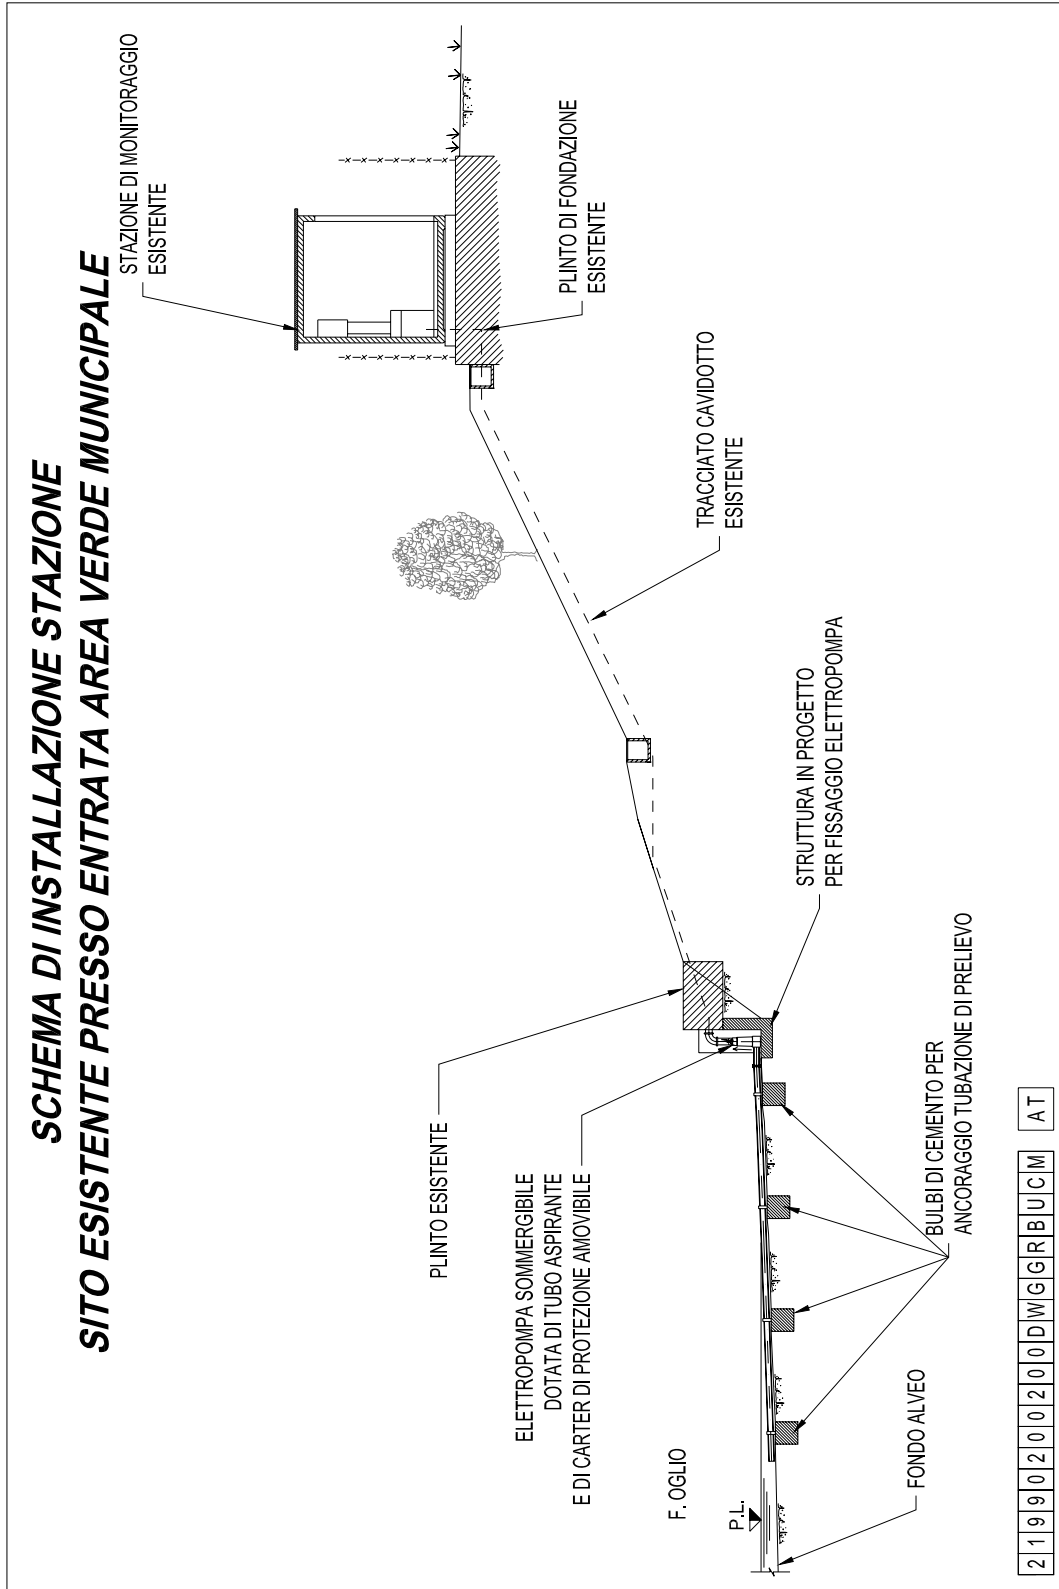 SCHEMA DI INSTALLAZIONE STAZIONE
SITO ESISTENTE PRESSO ENTRATA AREA VERDE MUNICIPALE
STAZIONE DI MONITORAGGIO
ESISTENTE
PLINTO DI FONDAZIONE
ESISTENTE
TRACCIATO CAVIDOTTO
ESISTENTE
PLINTO ESISTENTE
STRUTTURA IN PROGETTO
PER FISSAGGIO ELETTROPOMPA
ELETTROPOMPA SOMMERGIBILE
DOTATA DI TUBO ASPIRANTE
E DI CARTER DI PROTEZIONE AMOVIBILE
BULBI DI CEMENTO PER
ANCORAGGIO TUBAZIONE DI PRELIEVO
F. OGLIO
P.L.
FONDO ALVEO
2 1 9 9 0 2 0 0 2 0 0 D W G G R B U C M A T